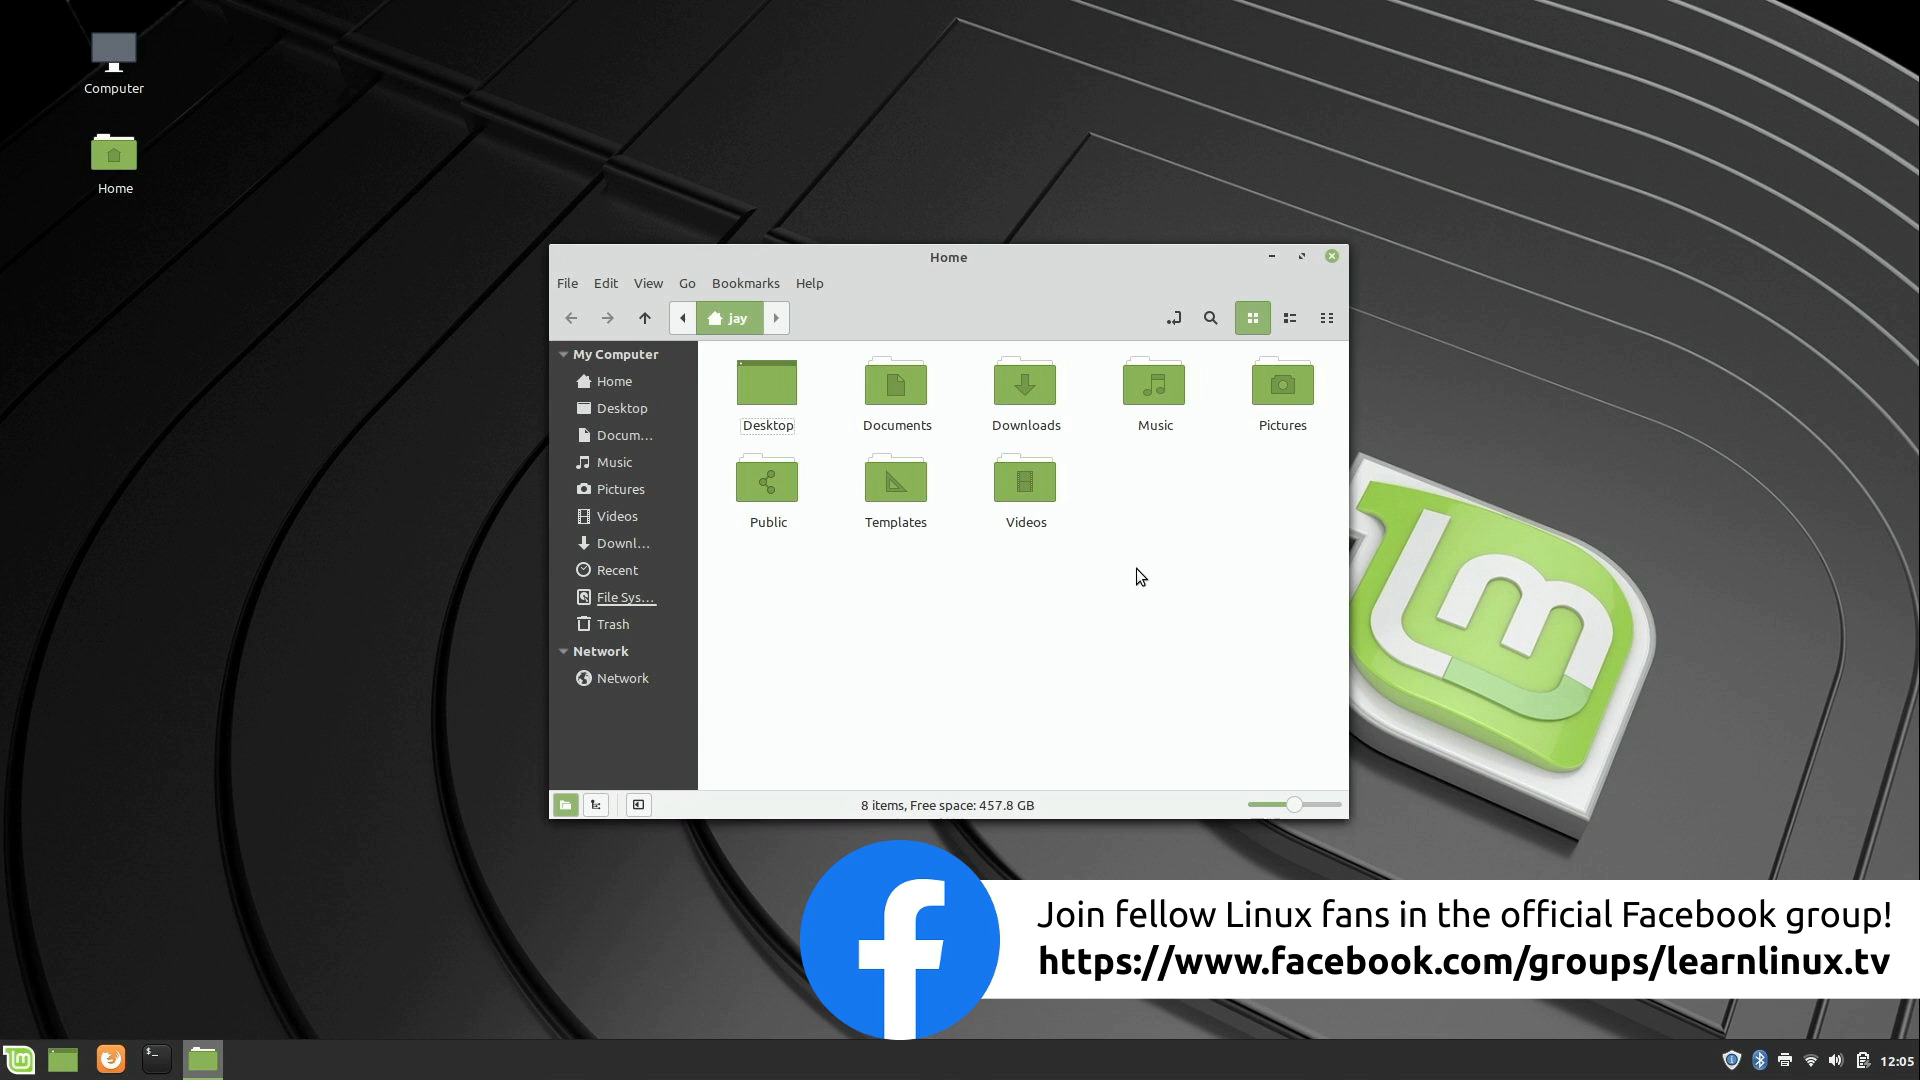 Computer
Home
Home
File Edit View Go Bookmarks Help
jay
My Computer
Home
Desktop
Docum...
Music
Pictures
Videos
Downl...
Recent
File Sys...
Trash
Network
Network
Desktop Documents Downloads Music Pictures
Public Templates Videos
8 items, Free space: 457.8 GB
Join fellow Linux fans in the official Facebook group!
https://www.facebook.com/groups/learnlinux.tv
12:05